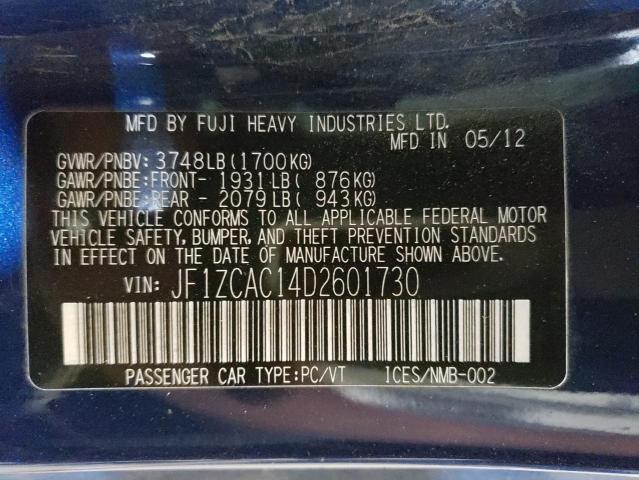 MFD BY FUJI HEAVY INDUSTRIES LTD.
MFD IN 05/12
GVWR/PNBV: 3748LB(1700KG)
GAWR/PNBE:FRONT- 1931LB( 876KG)
GAWR/PNBE:REAR - 2079LB( 943KG)
THIS VEHICLE CONFORMS TO ALL APPLICABLE FEDERAL MOTOR
VEHICLE SAFETY, BUMPER, AND THEFT PREVENTION STANDARDS
IN EFFECT ON THE DATE OF MANUFACTURE SHOWN ABOVE.
VIN: JF1ZCAC14D2601730
PASSENGER CAR TYPE:PC/VT ICES/NMB-002